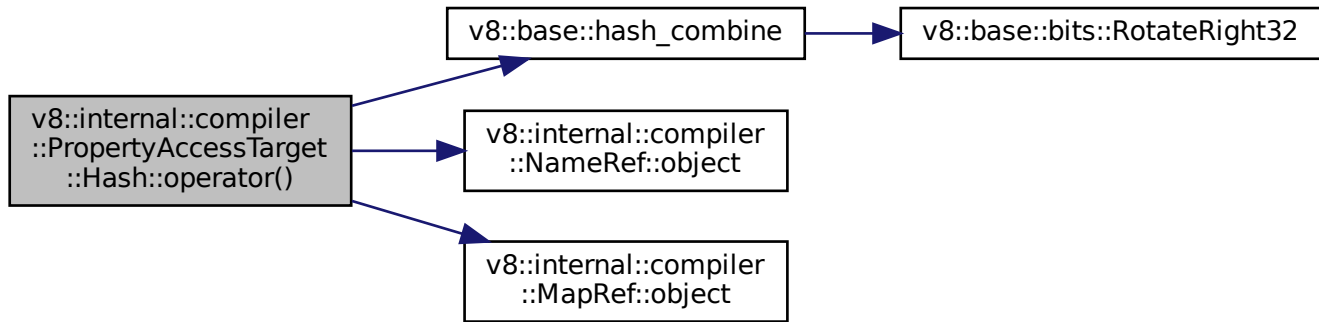 v8::internal::compiler
::PropertyAccessTarget
::Hash::operator()
v8::base::hash_combine
v8::base::bits::RotateRight32
v8::internal::compiler
::NameRef::object
v8::internal::compiler
::MapRef::object